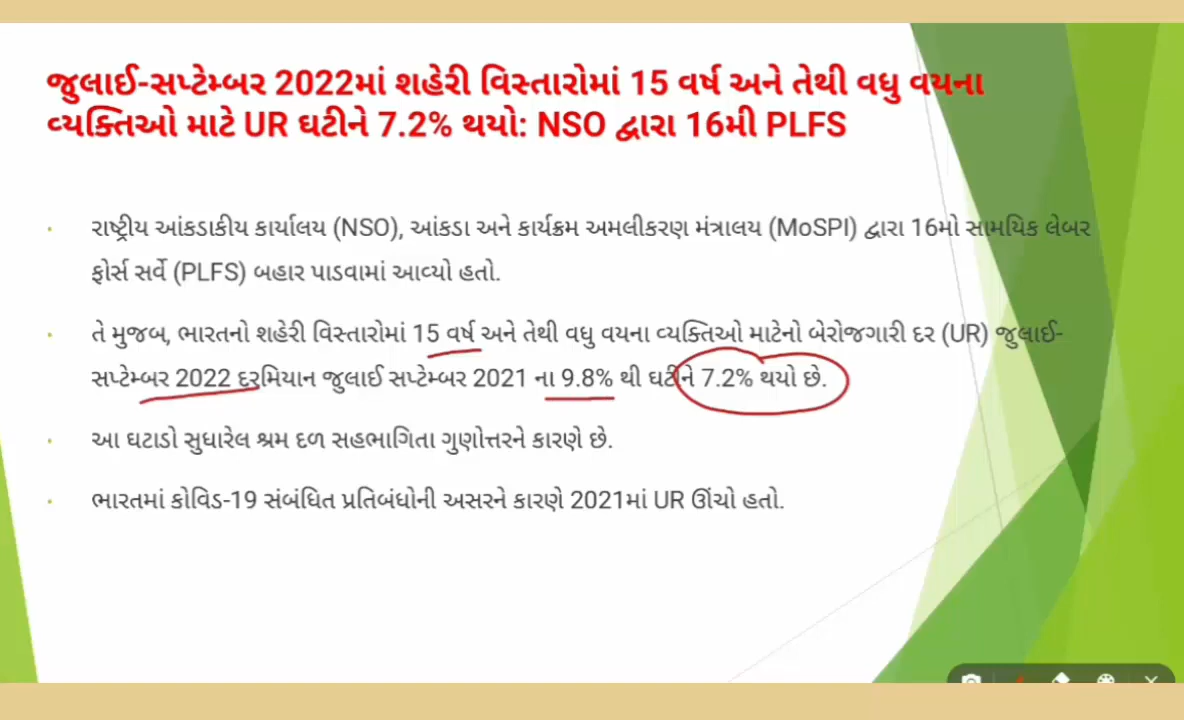 જુલાઈ-સપ્ટેમ્બર 2022માં શહેરી વિસ્તારોમાં 15 વર્ષ અને તેથી વધુ વયના
વ્યક્તિઓ માટે UR ઘટીને 7.2% થયો: NSO દ્વારા 16મી PLFS
• રાષ્ટ્રીય આંકડાકીય કાર્યાલય (NSO), આંકડા અને કાર્યક્રમ અમલીકરણ મંત્રાલય (MoSPI) દ્વારા 16મો સામયિક લેબર
ફોર્સ સર્વે (PLFS) બહાર પાડવામાં આવ્યો હતો.
• તે મુજબ, ભારતનો શહેરી વિસ્તારોમાં 15 વર્ષ અને તેથી વધુ વયના વ્યક્તિઓ માટેનો બેરોજગારી દર (UR) જુલાઈ-
સપ્ટેમ્બર 2022 દરમિયાન જુલાઈ સપ્ટેમ્બર 2021 ના 9.8% થી ઘટીને 7.2% થયો છે.
• આ ઘટાડો સુધારેલ શ્રમ દળ સહભાગિતા ગુણોત્તરને કારણે છે.
• ભારતમાં કોવિડ-19 સંબંધિત પ્રતિબંધોની અસરને કારણે 2021માં UR ઊંચો હતો.